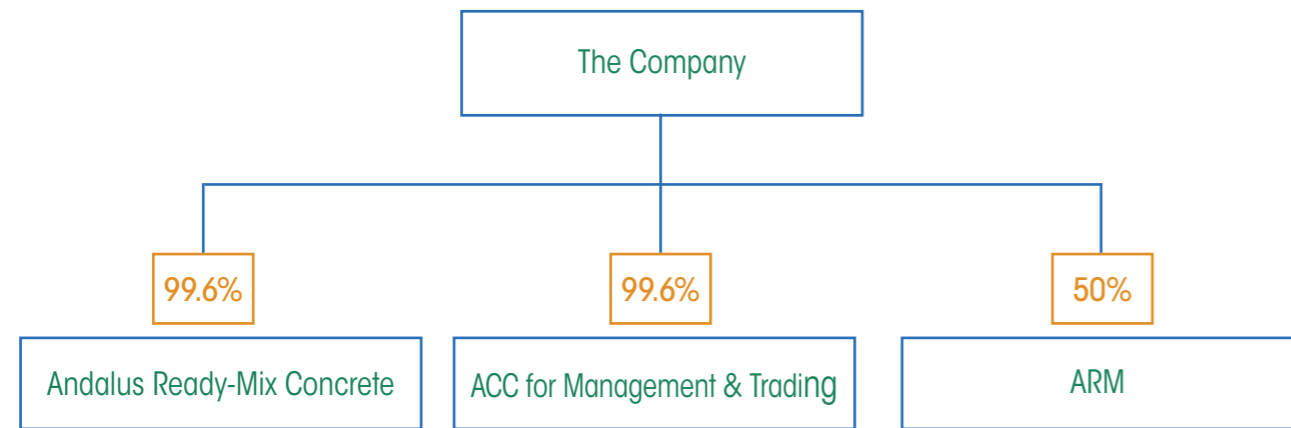 The Company
99.6%
99.6%
50%
Andalus Ready-Mix Concrete
ACC for Management & Trading
ARM